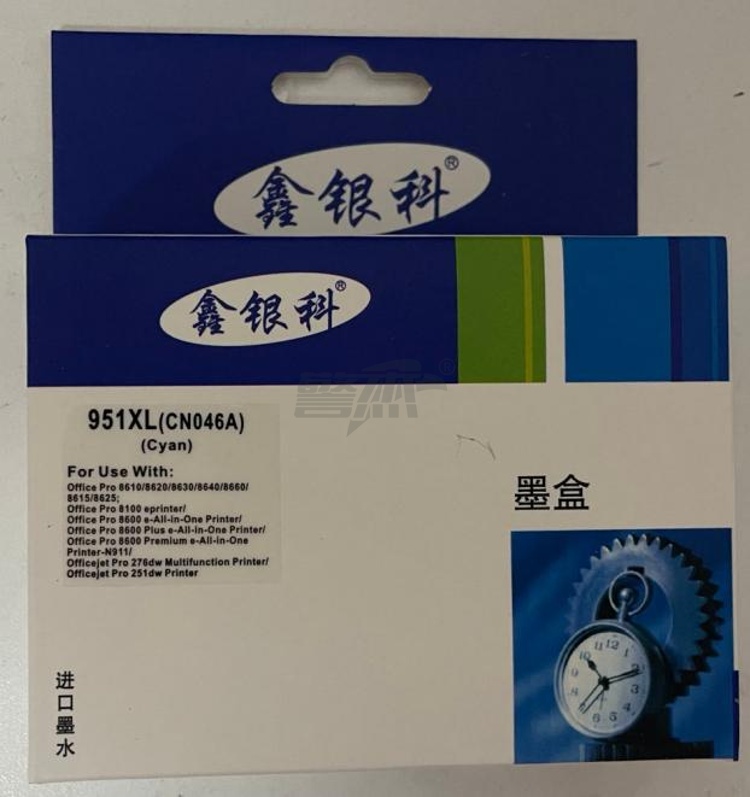 鑫银科®
鑫银科®
警杰®
951XL(CN046A)
(Cyan)
For Use With:
Office Pro 8610/8620/8630/8640/8660/
8615/8625;
Office Pro 8100 eprinter/
Office Pro 8600 e-All-in-One Printer/
Office Pro 8600 Plus e-All-in-One Printer/
Office Pro 8600 Premium e-All-in-One
Printer-N911/
Officejet Pro 276dw Multifunction Printer/
Officejet Pro 251dw Printer
墨盒
进口墨水